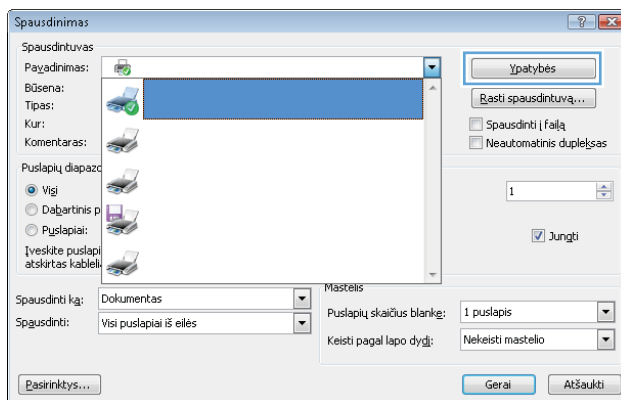 Spausdinimas
Spausdintuvas
Pavadinimas:
Ypatybės
Būsena:
Tipas:
Rasti spausdintuvą...
Kur:
Spausdinti į failą
Komentaras:
Neautomatinis dupleksas
Puslapių diapazo
Visi
1
Dabartinis p
Puslapiai:
Jungti
Įveskite puslapi
atskirtas kableli
Mastelis
Spausdinti ką:
Dokumentas
Puslapių skaičius blanke:
1 puslapis
Spausdinti:
Visi puslapiai iš eilės
Keisti pagal lapo dydį:
Nekeisti mastelio
Pasirinktys...
Gerai
Atšaukti